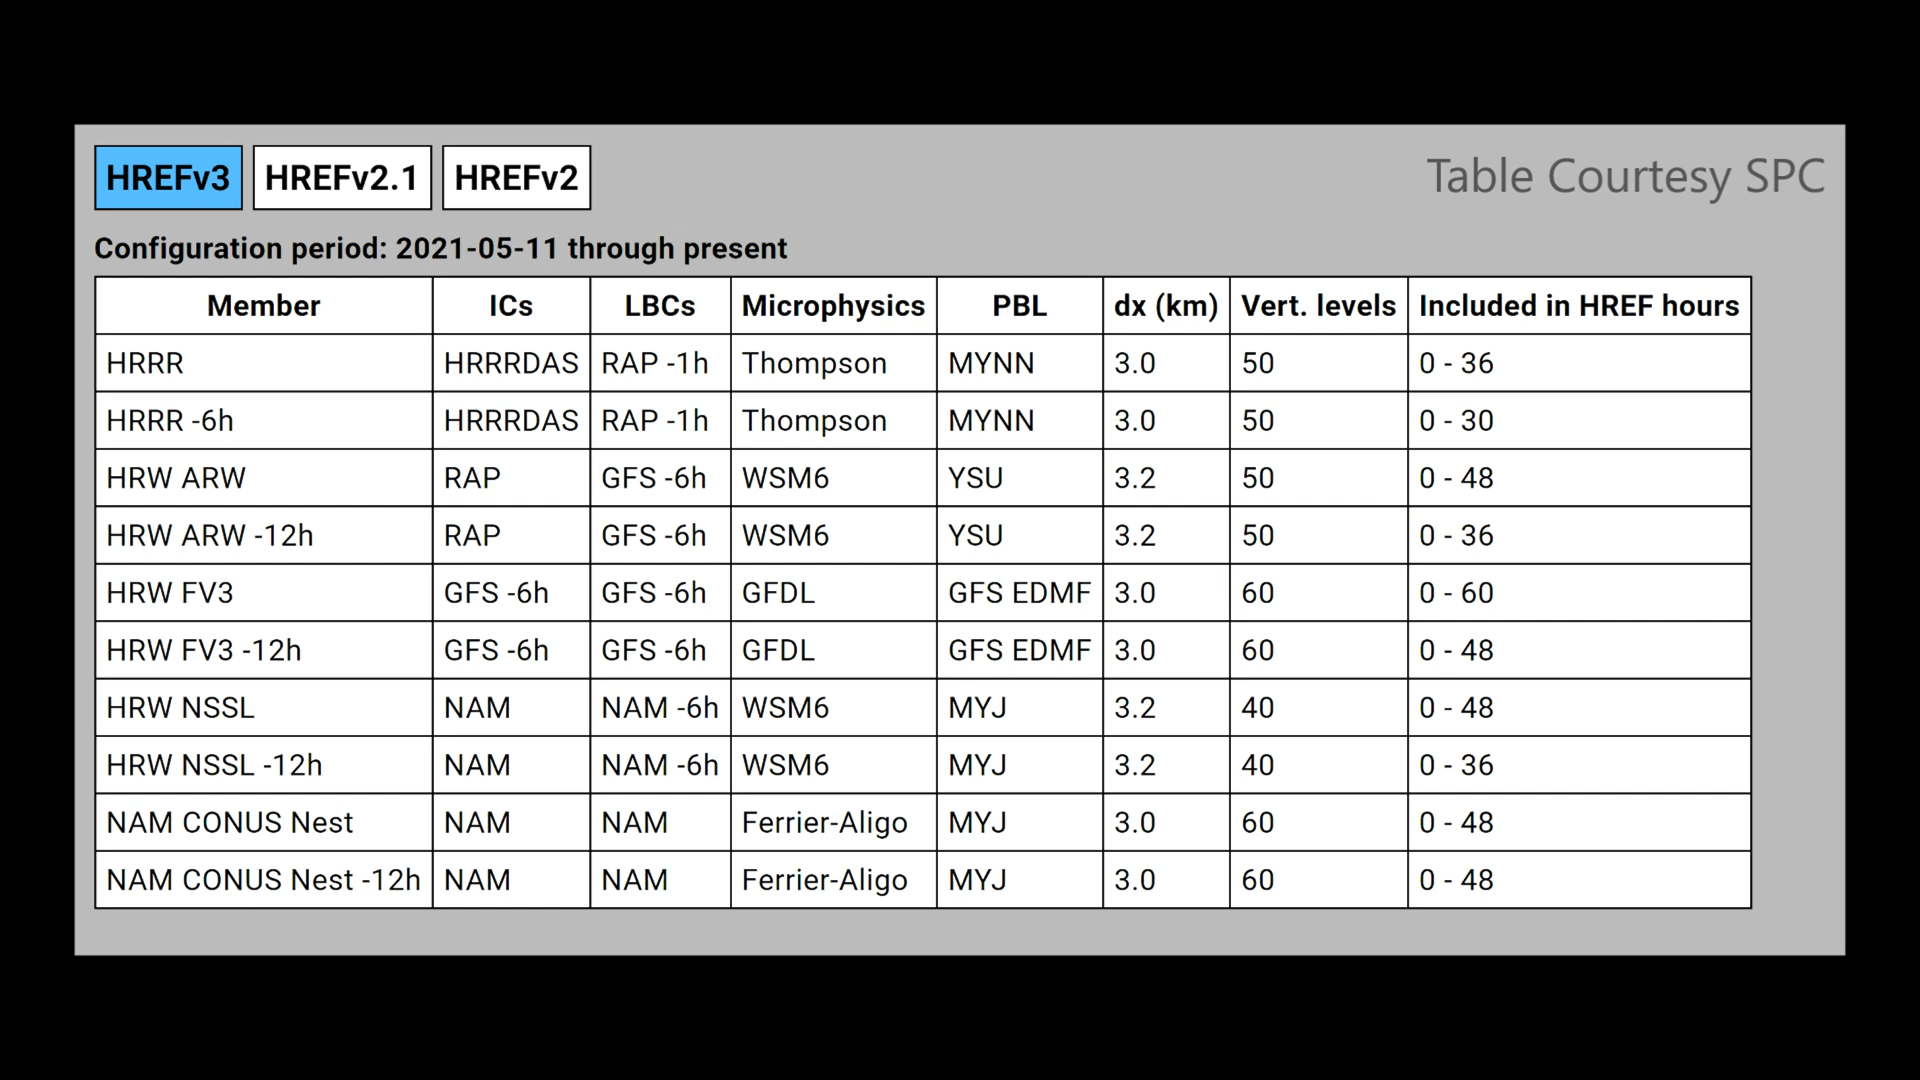 HREFv3 HREFv2.1 HREFv2 Table Courtesy SPC
Configuration period: 2021-05-11 through present
Member ICs LBCs Microphysics PBL dx (km) Vert. levels Included in HREF hours
HRRR HRRRDAS RAP -1h Thompson MYNN 3.0 50 0 - 36
HRRR -6h HRRRDAS RAP -1h Thompson MYNN 3.0 50 0 - 30
HRW ARW RAP GFS -6h WSM6 YSU 3.2 50 0 - 48
HRW ARW -12h RAP GFS -6h WSM6 YSU 3.2 50 0 - 36
HRW FV3 GFS -6h GFS -6h GFDL GFS EDMF 3.0 60 0 - 60
HRW FV3 -12h GFS -6h GFS -6h GFDL GFS EDMF 3.0 60 0 - 48
HRW NSSL NAM NAM -6h WSM6 MYJ 3.2 40 0 - 48
HRW NSSL -12h NAM NAM -6h WSM6 MYJ 3.2 40 0 - 36
NAM CONUS Nest NAM NAM Ferrier-Aligo MYJ 3.0 60 0 - 48
NAM CONUS Nest -12h NAM NAM Ferrier-Aligo MYJ 3.0 60 0 - 48